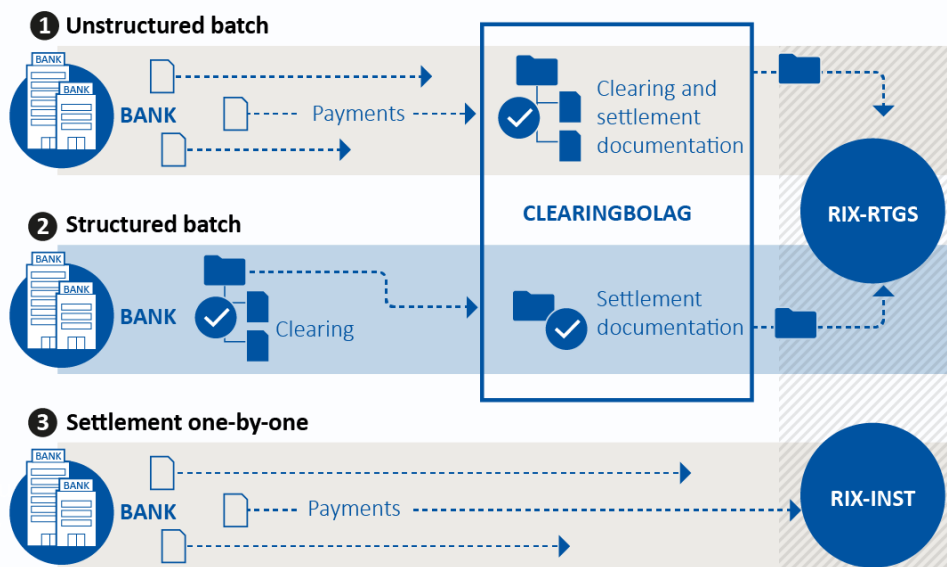 1 Unstructured batch
BANK
BANK
BANK
Payments
Clearing and
settlement
documentation
CLEARINGBOLAG
RIX-RTGS
2 Structured batch
BANK
BANK
BANK
Clearing
Settlement
documentation
3 Settlement one-by-one
BANK
BANK
BANK
Payments
RIX-INST